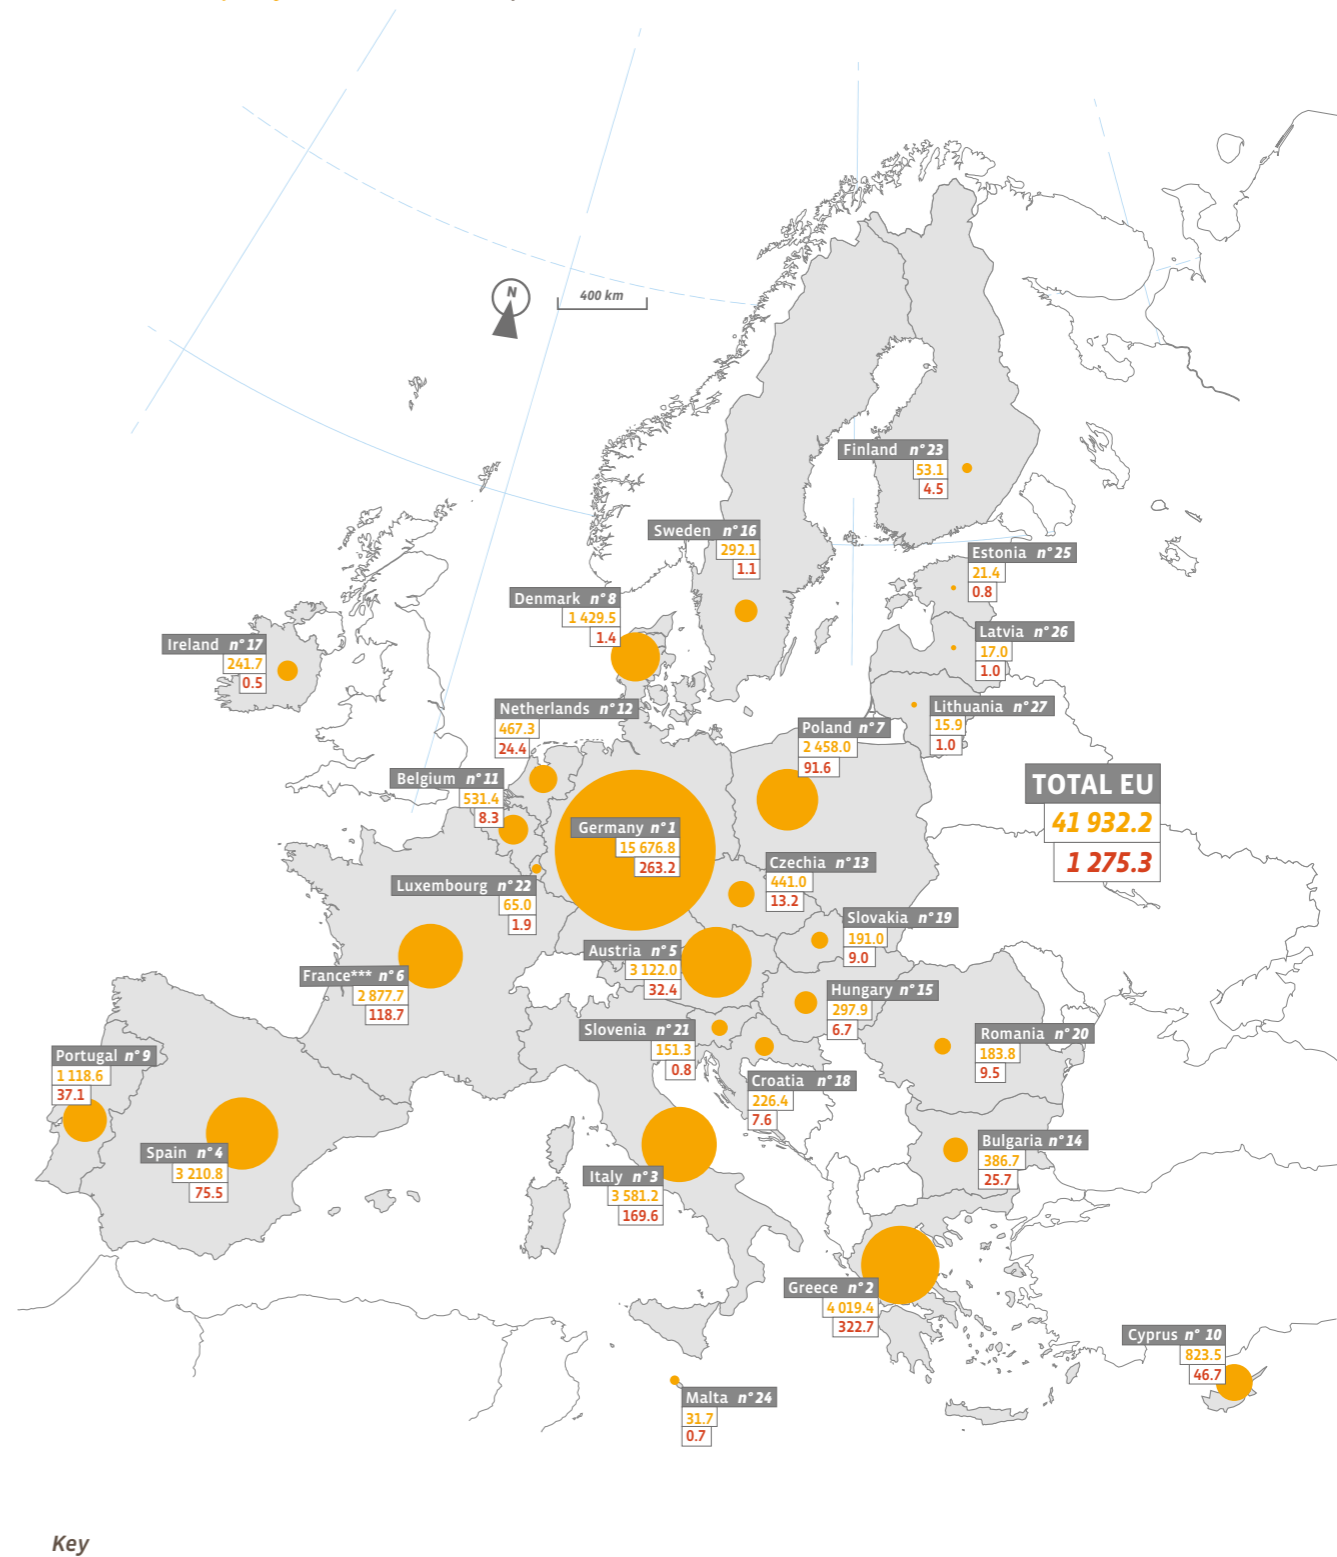 N
400 km
Finland n° 23
53.1
4.5
Sweden n° 16
292.1
1.1
Estonia n° 25
21.4
0.8
Denmark n° 8
1 429.5
1.4
Latvia n° 26
17.0
1.0
Ireland n° 17
241.7
0.5
Netherlands n° 12
467.3
24.4
Lithuania n° 27
15.9
1.0
Poland n° 7
2 458.0
91.6
Belgium n° 11
531.4
8.3
TOTAL EU
41 932.2
1 275.3
Germany n° 1
15 676.8
263.2
Czechia n° 13
441.0
13.2
Luxembourg n° 22
65.0
1.9
Slovakia n° 19
191.0
9.0
Austria n° 5
3 122.0
32.4
France*** n° 6
2 877.7
118.7
Hungary n° 15
297.9
6.7
Slovenia n° 21
151.3
0.8
Romania n° 20
183.8
9.5
Portugal n° 9
1 118.6
37.1
Croatia n° 18
226.4
7.6
Bulgaria n° 14
386.7
25.7
Spain n° 4
3 210.8
75.5
Italy n° 3
3 581.2
169.6
Greece n° 2
4 019.4
322.7
Cyprus n° 10
823.5
46.7
Malta n° 24
31.7
0.7
Key